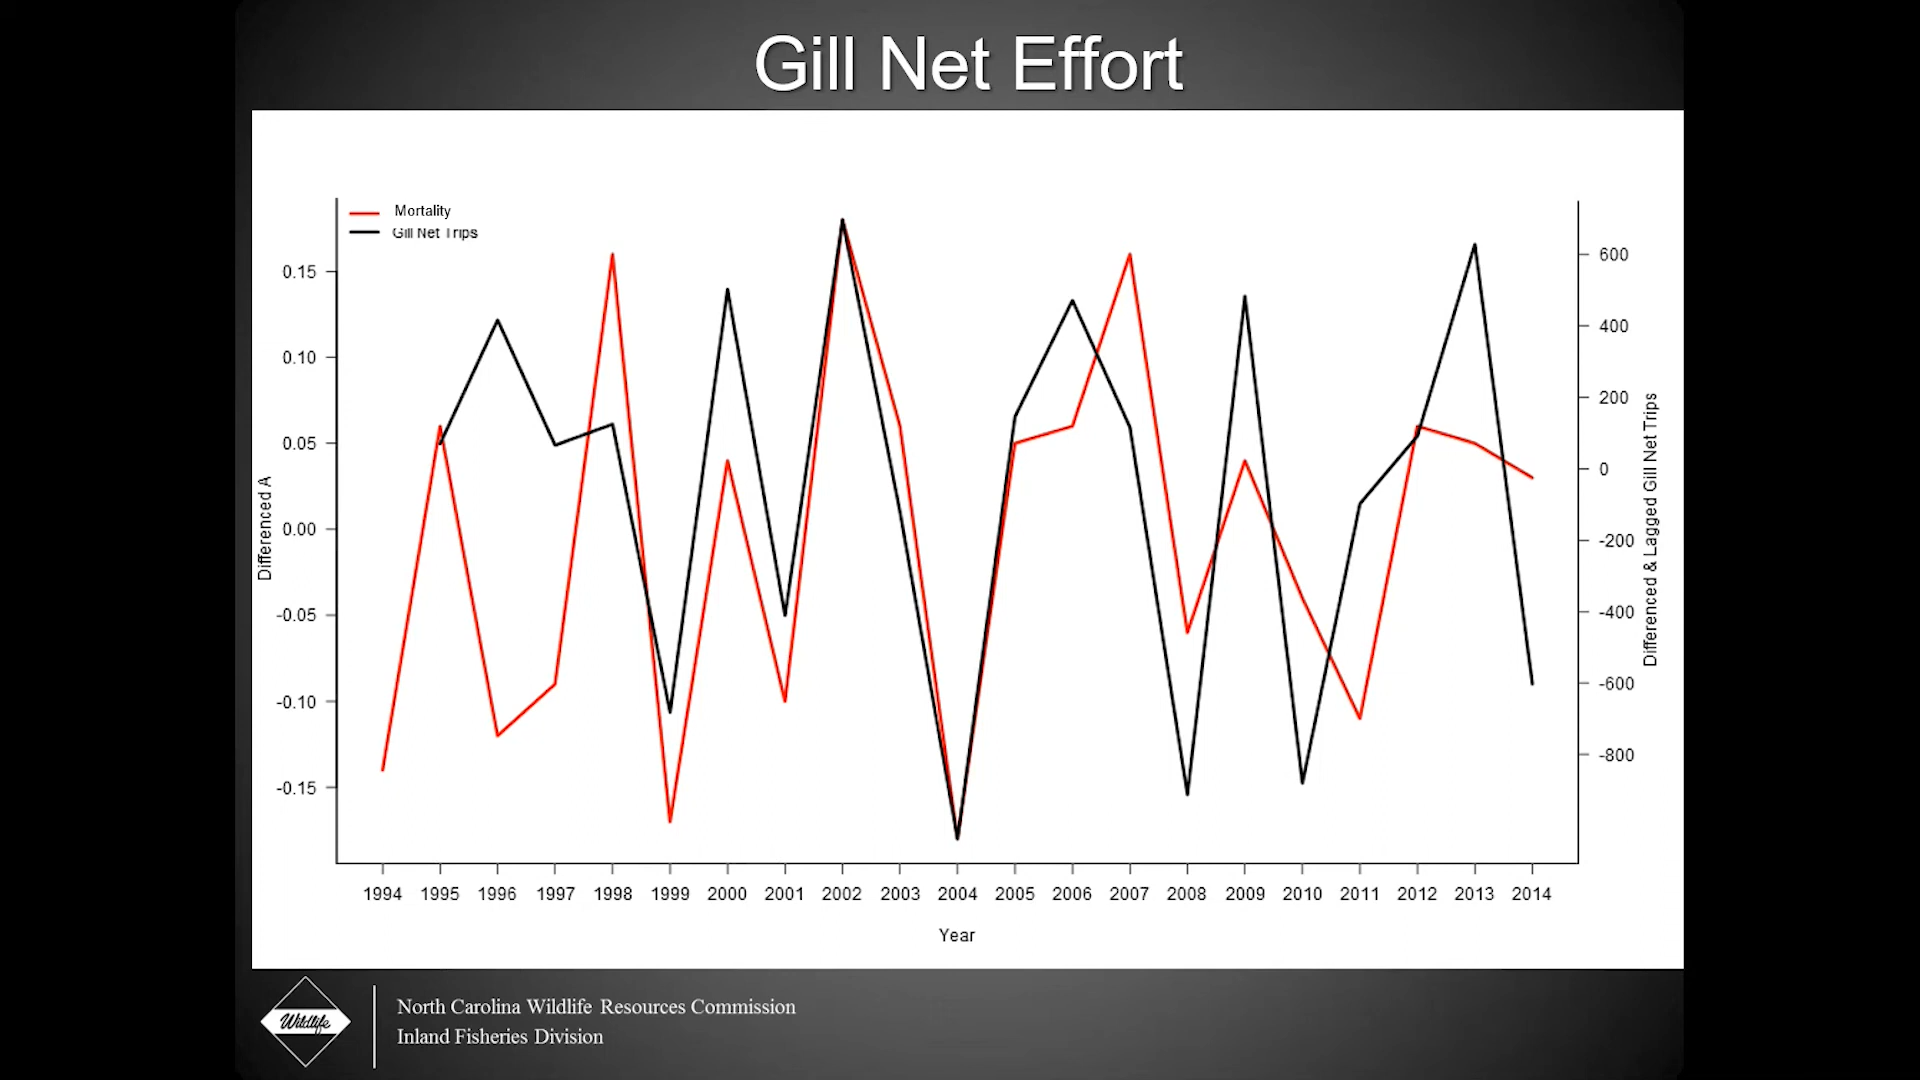 Gill Net Effort
Mortality
Gill Net Trips
0.15
0.10
0.05
0.00
-0.05
-0.10
-0.15
Differenced A
600
400
200
0
-200
-400
-600
-800
Differenced & Lagged Gill Net Trips
1994 1995 1996 1997 1998 1999 2000 2001 2002 2003 2004 2005 2006 2007 2008 2009 2010 2011 2012 2013 2014
Year
Wildlife
North Carolina Wildlife Resources Commission
Inland Fisheries Division